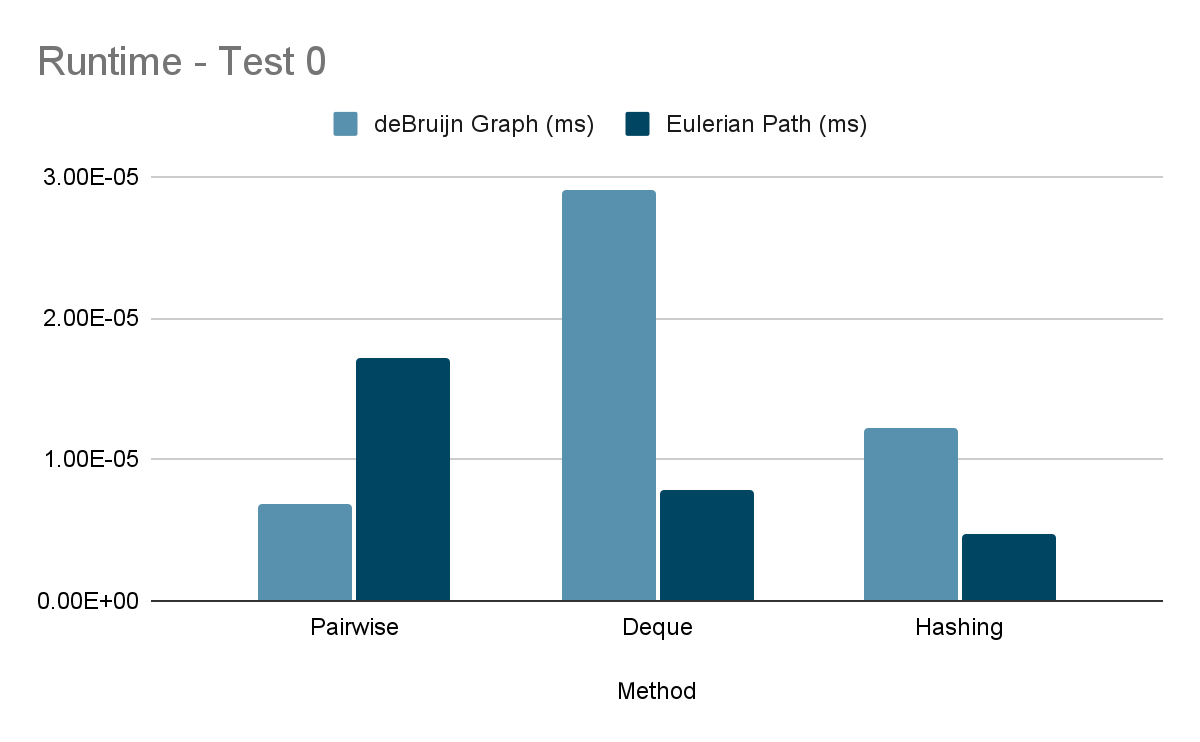 Runtime - Test 0
deBruijn Graph (ms) Eulerian Path (ms)
3.00E-05
2.00E-05
1.00E-05
0.00E+00
Pairwise Deque Hashing
Method